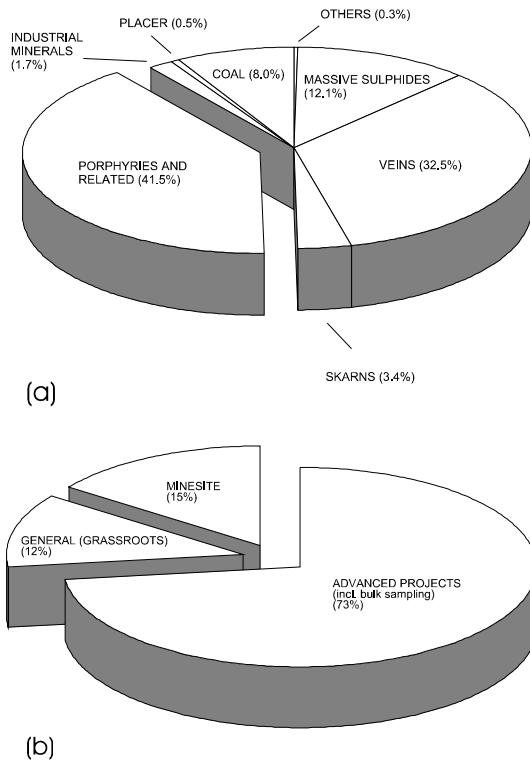 OTHERS (0.3%)
PLACER (0.5%)
INDUSTRIAL
MINERALS
(1.7%)
COAL (8.0%)
MASSIVE SULPHIDES
(12.1%)
VEINS (32.5%)
PORPHYRIES AND
RELATED (41.5%)
SKARNS (3.4%)
(a)
MINESITE
(15%)
GENERAL (GRASSROOTS)
(12%)
ADVANCED PROJECTS
(incl. bulk sampling)
(73%)
(b)